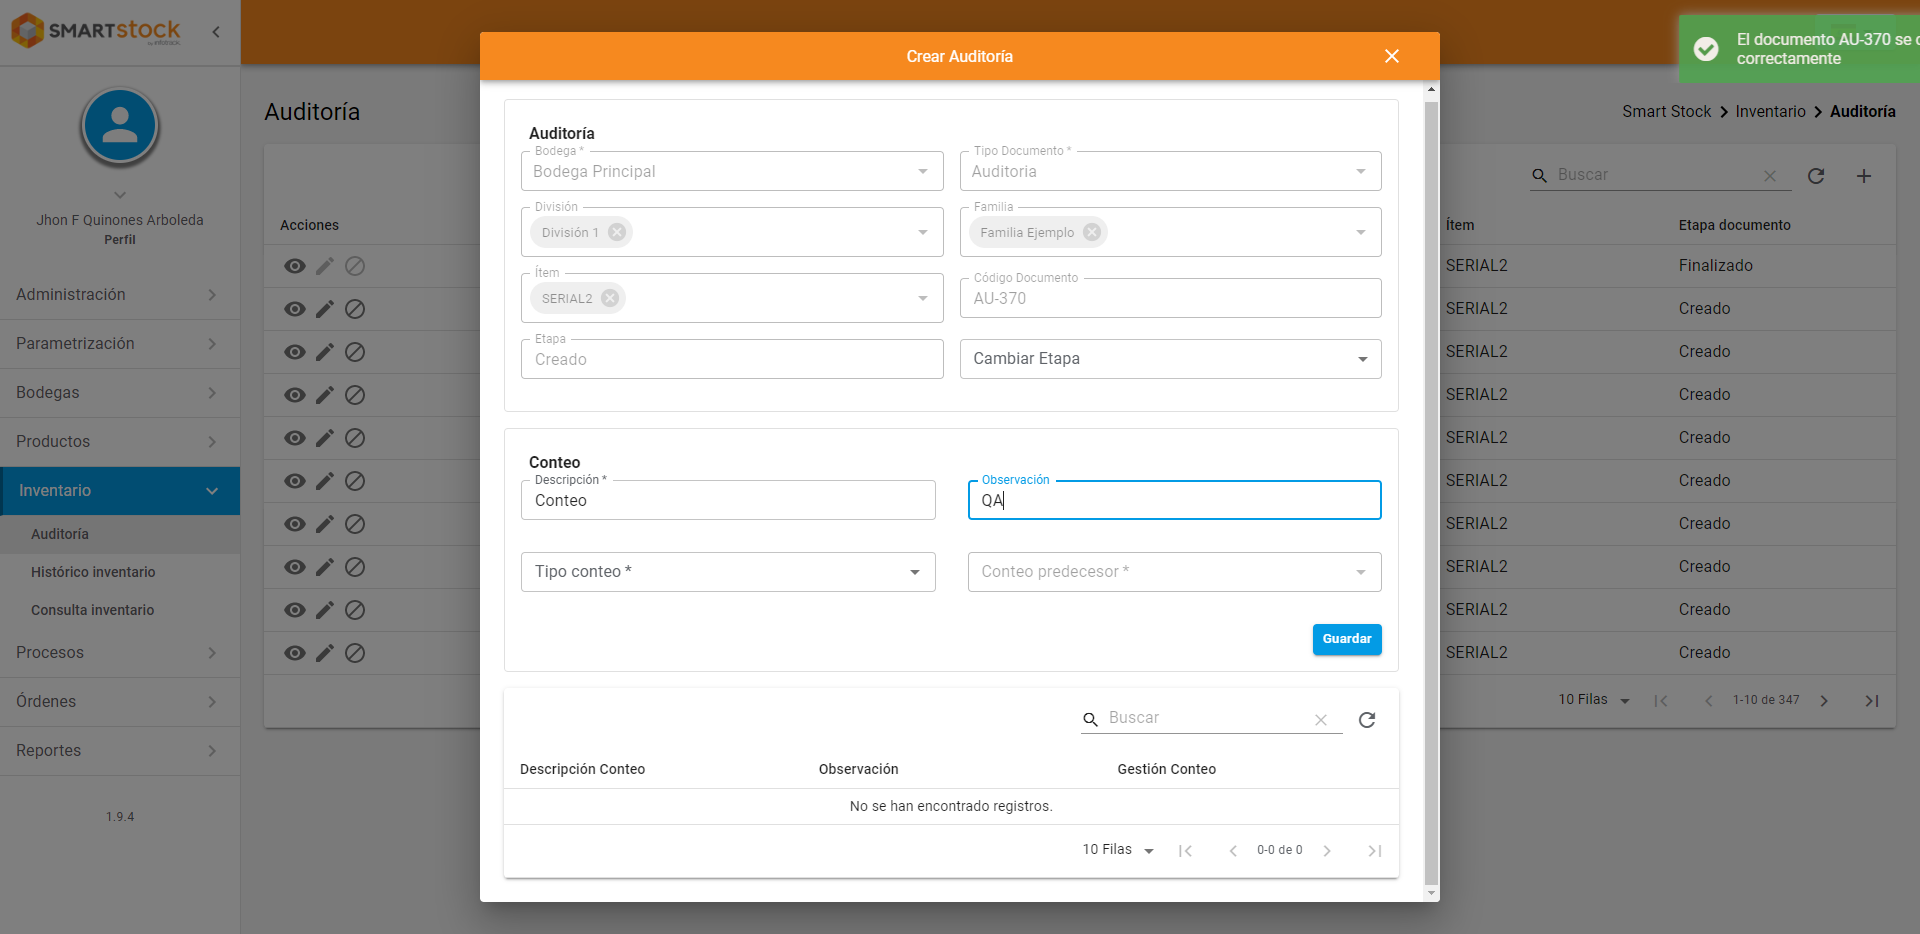 SMARTstock
by infotrack
Jhon F Quinones Arboleda
Perfil
Administración
Parametrización
Bodegas
Productos
Inventario
Auditoría
Histórico inventario
Consulta inventario
Procesos
Órdenes
Reportes
1.9.4
Auditoría
Smart Stock > Inventario > Auditoría
El documento AU-370 se
correctamente
Buscar
Acciones
Ítem
Etapa documento
SERIAL2 Finalizado
SERIAL2 Creado
SERIAL2 Creado
SERIAL2 Creado
SERIAL2 Creado
SERIAL2 Creado
SERIAL2 Creado
SERIAL2 Creado
SERIAL2 Creado
SERIAL2 Creado
10 Filas 1-10 de 347
Crear Auditoría
Auditoría
Bodega *
Bodega Principal
Tipo Documento *
Auditoria
División
División 1
Familia
Familia Ejemplo
Ítem
SERIAL2
Código Documento
AU-370
Etapa
Creado
Cambiar Etapa
Conteo
Descripción *
Conteo
Observación
QA
Tipo conteo *
Conteo predecesor *
Guardar
Buscar
Descripción Conteo Observación Gestión Conteo
No se han encontrado registros.
10 Filas 0-0 de 0